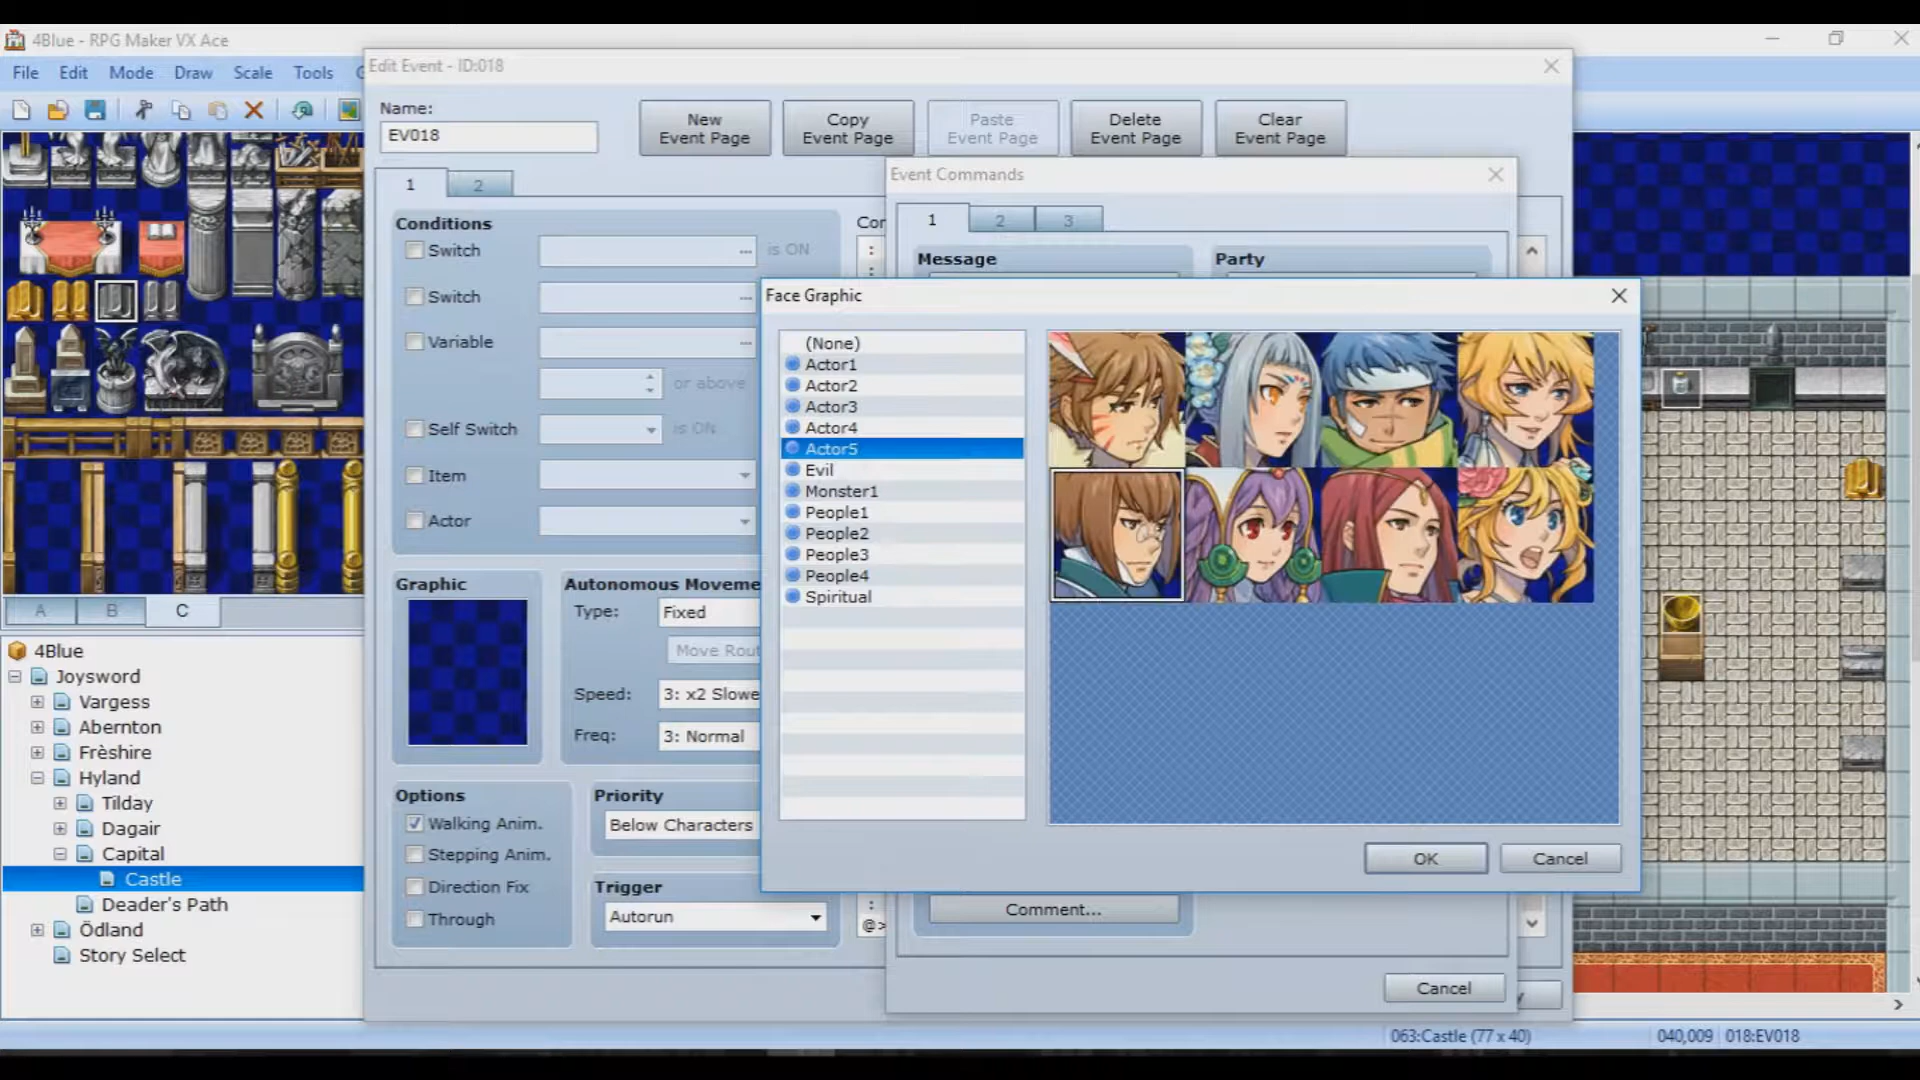 4Blue - RPG Maker VX Ace
File Edit Mode Draw Scale Tools
Edit Event - ID:018
Name:
EV018
New Event Page
Copy Event Page
Paste Event Page
Delete Event Page
Clear Event Page
1 2
Conditions
Switch ... is ON
Switch ...
Variable ...
or above
Self Switch is ON
Item
Actor
Graphic
Autonomous Moveme
Type: Fixed
Move Rout
Speed: 3: x2 Slowe
Freq: 3: Normal
Options
Walking Anim.
Stepping Anim.
Direction Fix
Through
Priority
Below Characters
Trigger
Autorun
Cor
:
:
:
@>
Event Commands
1 2 3
Message
Party
Comment...
Cancel
Face Graphic
(None)
Actor1
Actor2
Actor3
Actor4
Actor5
Evil
Monster1
People1
People2
People3
People4
Spiritual
OK
Cancel
A B C
4Blue
Joysword
Vargess
Abernton
Frèshire
Hyland
Tilday
Dagair
Capital
Castle
Deader's Path
Ödland
Story Select
063:Castle (77 x 40)
040,009
018:EV018